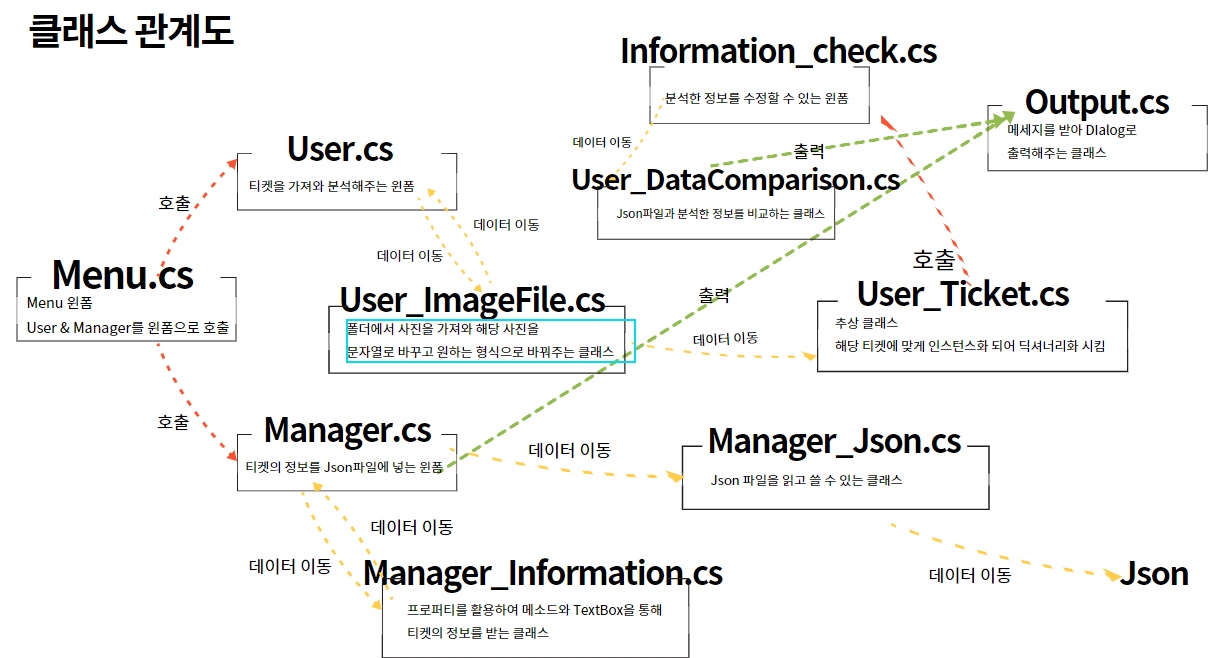 클래스 관계도
Information_check.cs
분석한 정보를 수정할 수 있는 윈폼
Output.cs
메세지를 받아 DIalog로
출력해주는 클래스
User.cs
티켓을 가져와 분석해주는 윈폼
데이터 이동
출력
User_DataComparison.cs
Json파일과 분석한 정보를 비교하는 클래스
호출
데이터 이동
데이터 이동
호출
Menu.cs
Menu 윈폼
User & Manager를 윈폼으로 호출
User_ImageFile.cs
폴더에서 사진을 가져와 해당 사진을
문자열로 바꾸고 원하는 형식으로 바꿔주는 클래스
출력
데이터 이동
User_Ticket.cs
추상 클래스
해당 티켓에 맞게 인스턴스화 되어 딕셔너리화 시킴
호출
Manager.cs
티켓의 정보를 Json파일에 넣는 윈폼
데이터 이동
Manager_Json.cs
Json 파일을 읽고 쓸 수 있는 클래스
데이터 이동
데이터 이동
Manager_Information.cs
프로퍼티를 활용하여 메소드와 TextBox을 통해
티켓의 정보를 받는 클래스
데이터 이동
Json